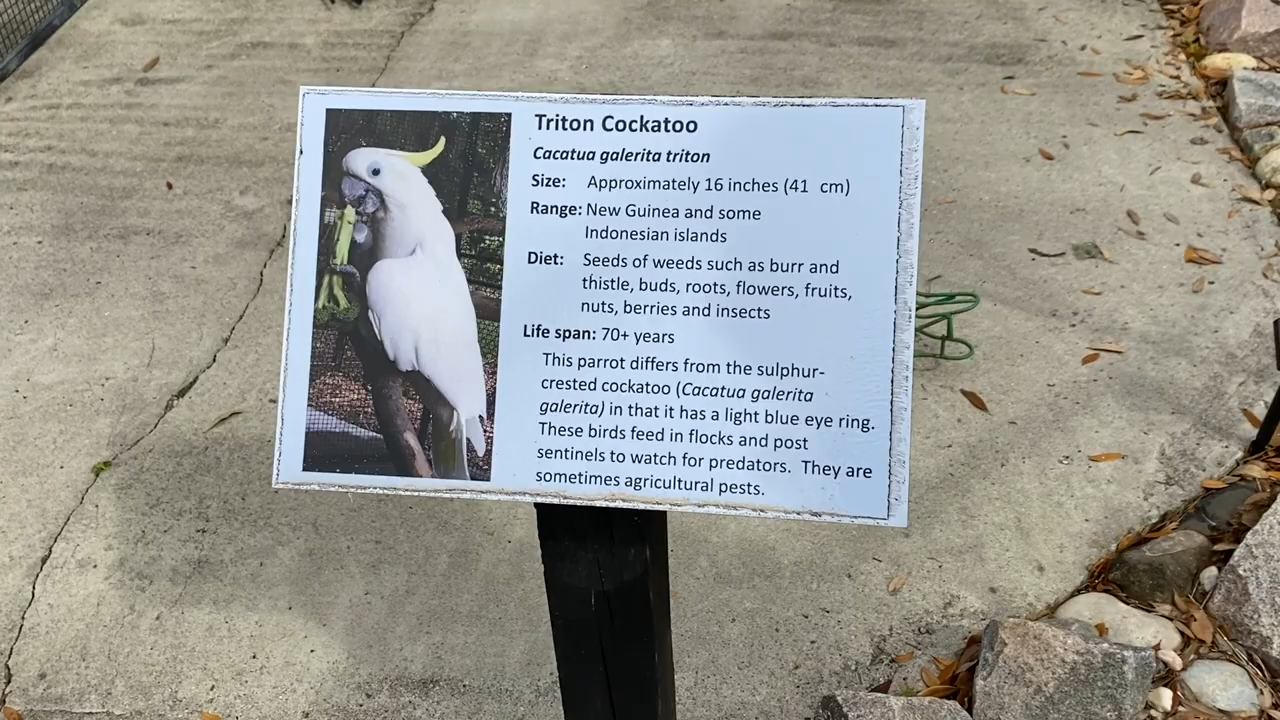 Triton Cockatoo
Cacatua galerita triton
Size: Approximately 16 inches (41 cm)
Range: New Guinea and some
Indonesian islands
Diet: Seeds of weeds such as burr and
thistle, buds, roots, flowers, fruits,
nuts, berries and insects
Life span: 70+ years
This parrot differs from the sulphur-
crested cockatoo (Cacatua galerita
galerita) in that it has a light blue eye ring.
These birds feed in flocks and post
sentinels to watch for predators. They are
sometimes agricultural pests.